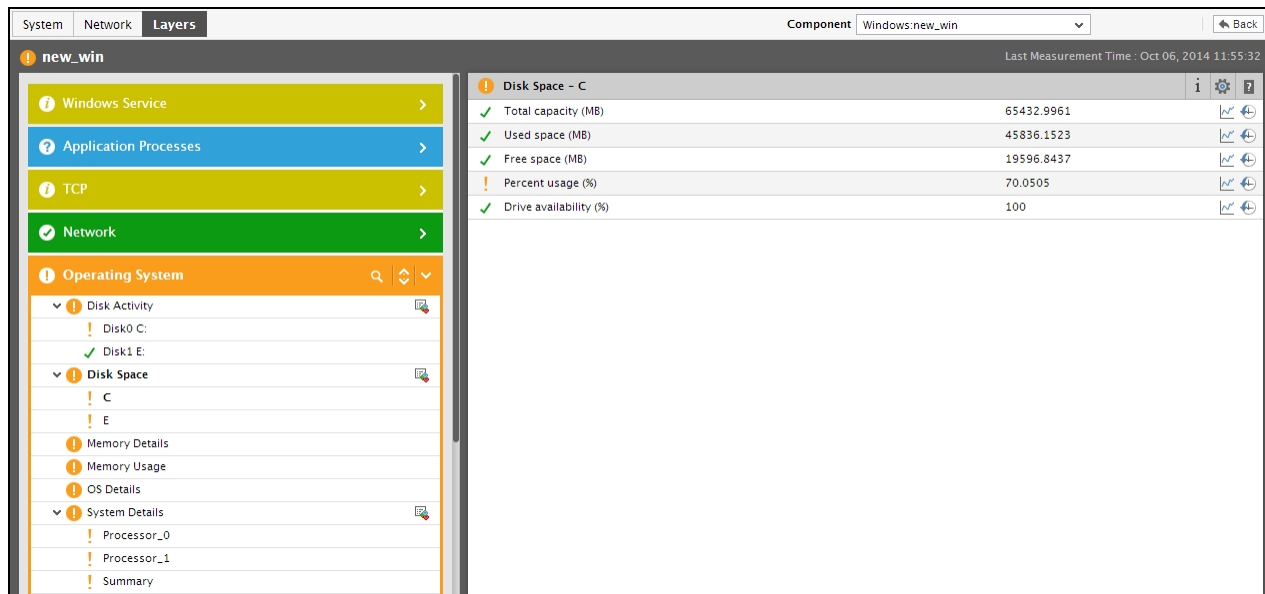 System Network Layers Component Windows:new_win Back
new_win Last Measurement Time : Oct 06, 2014 11:55:32
Windows Service
Application Processes
TCP
Network
Operating System
Disk Activity
Disk0 C:
Disk1 E:
Disk Space
C
E
Memory Details
Memory Usage
OS Details
System Details
Processor_0
Processor_1
Summary
Disk Space - C
Total capacity (MB) 65432.9961
Used space (MB) 45836.1523
Free space (MB) 19596.8437
Percent usage (%) 70.0505
Drive availability (%) 100